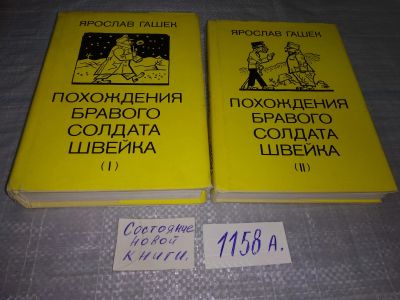 ЯРОСЛАВ ГАШЕК
ПОХОЖДЕНИЯ
БРАВОГО
СОЛДАТА
ШВЕЙКА
(I)
ЯРОСЛАВ ГАШЕК
ПОХОЖДЕНИЯ
БРАВОГО
СОЛДАТА
ШВЕЙКА
(II)
Состояние
новой
книги.
1158 А.